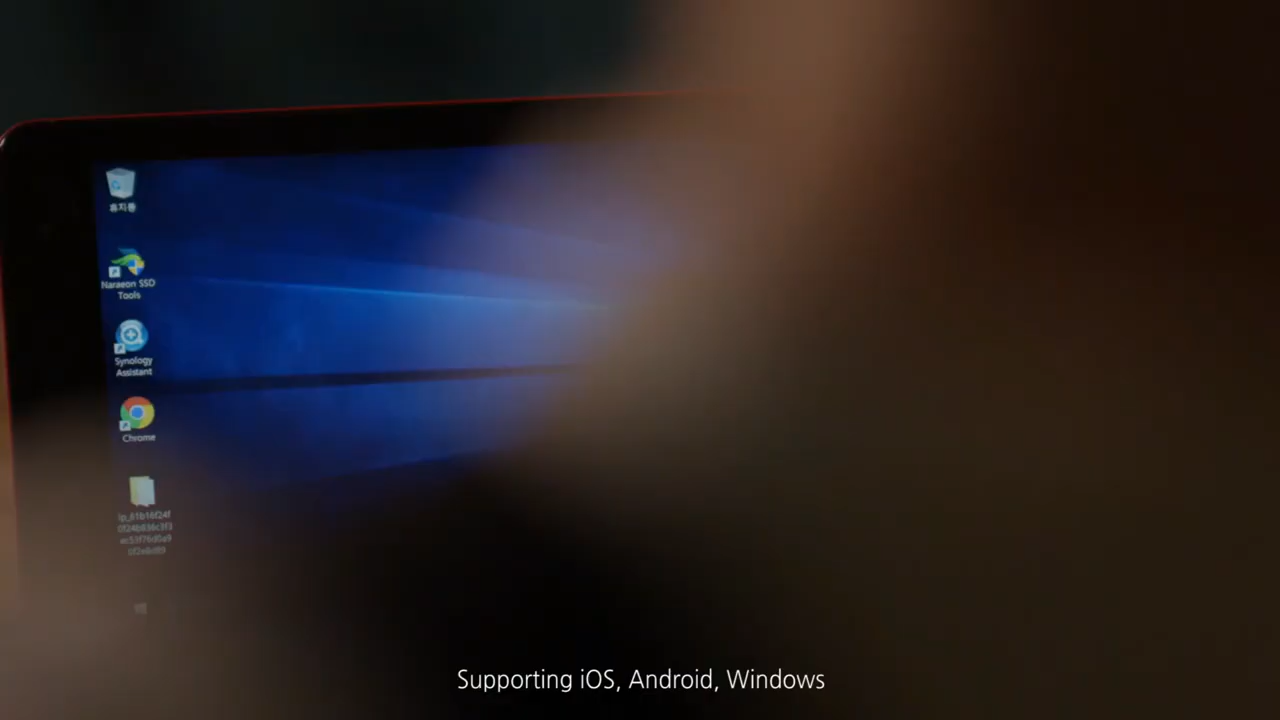 휴지통
Naraeon SSD
Tools
Synology
Assistant
Chrome
Supporting iOS, Android, Windows